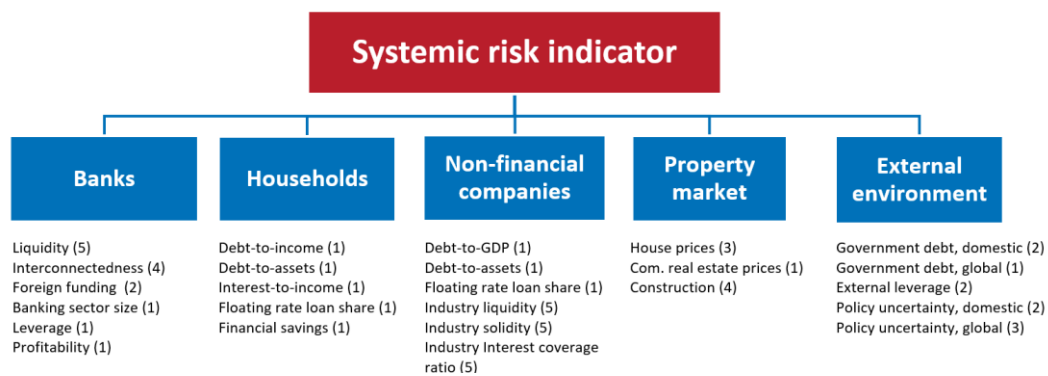 Systemic risk indicator
Banks
Liquidity (5)
Interconnectedness (4)
Foreign funding (2)
Banking sector size (1)
Leverage (1)
Profitability (1)
Households
Debt-to-income (1)
Debt-to-assets (1)
Interest-to-income (1)
Floating rate loan share (1)
Financial savings (1)
Non-financial
companies
Debt-to-GDP (1)
Debt-to-assets (1)
Floating rate loan share (1)
Industry liquidity (5)
Industry solidity (5)
Industry Interest coverage
ratio (5)
Property
market
House prices (3)
Com. real estate prices (1)
Construction (4)
External
environment
Government debt, domestic (2)
Government debt, global (1)
External leverage (2)
Policy uncertainty, domestic (2)
Policy uncertainty, global (3)